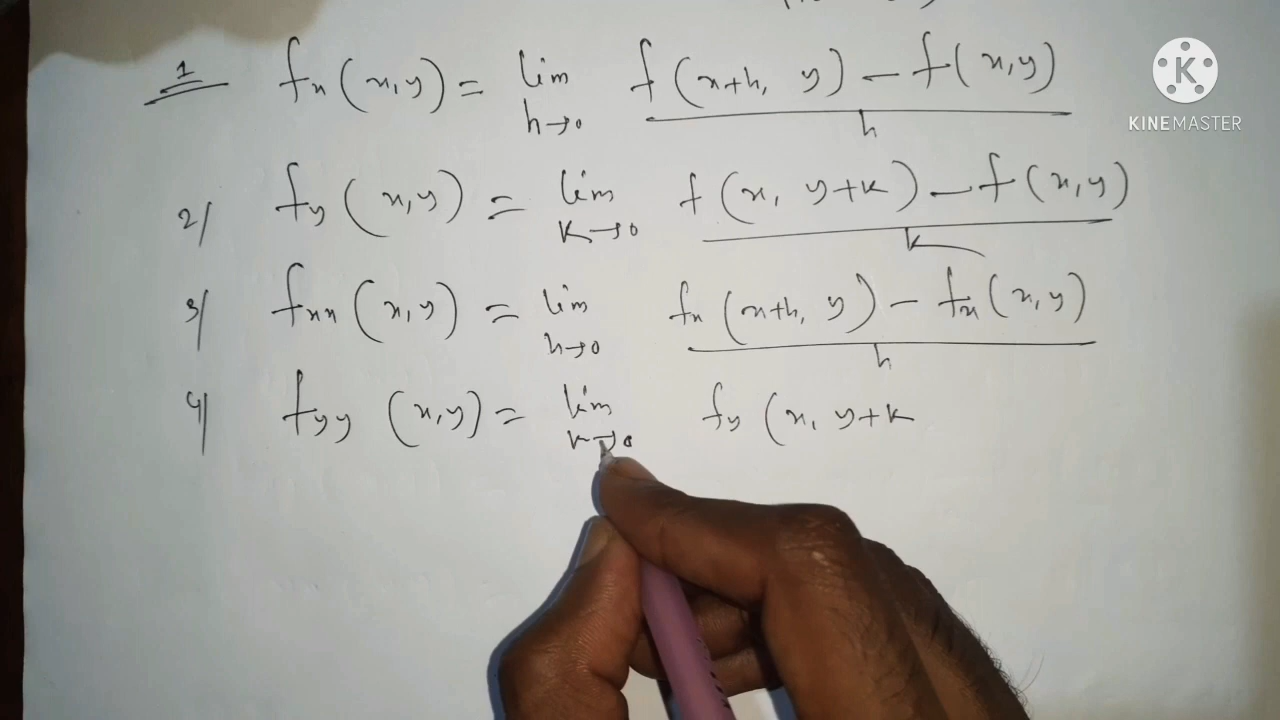 1 fx(x,y) = lim h→0 f(x+h, y) - f(x,y) / h
KINEMASTER
2/ fy(x,y) = lim k→0 f(x, y+k) - f(x,y) / k
3/ fxx(x,y) = lim h→0 fx(x+h, y) - fx(x,y) / h
4/ fyy(x,y) = lim k→0 fy(x, y+k